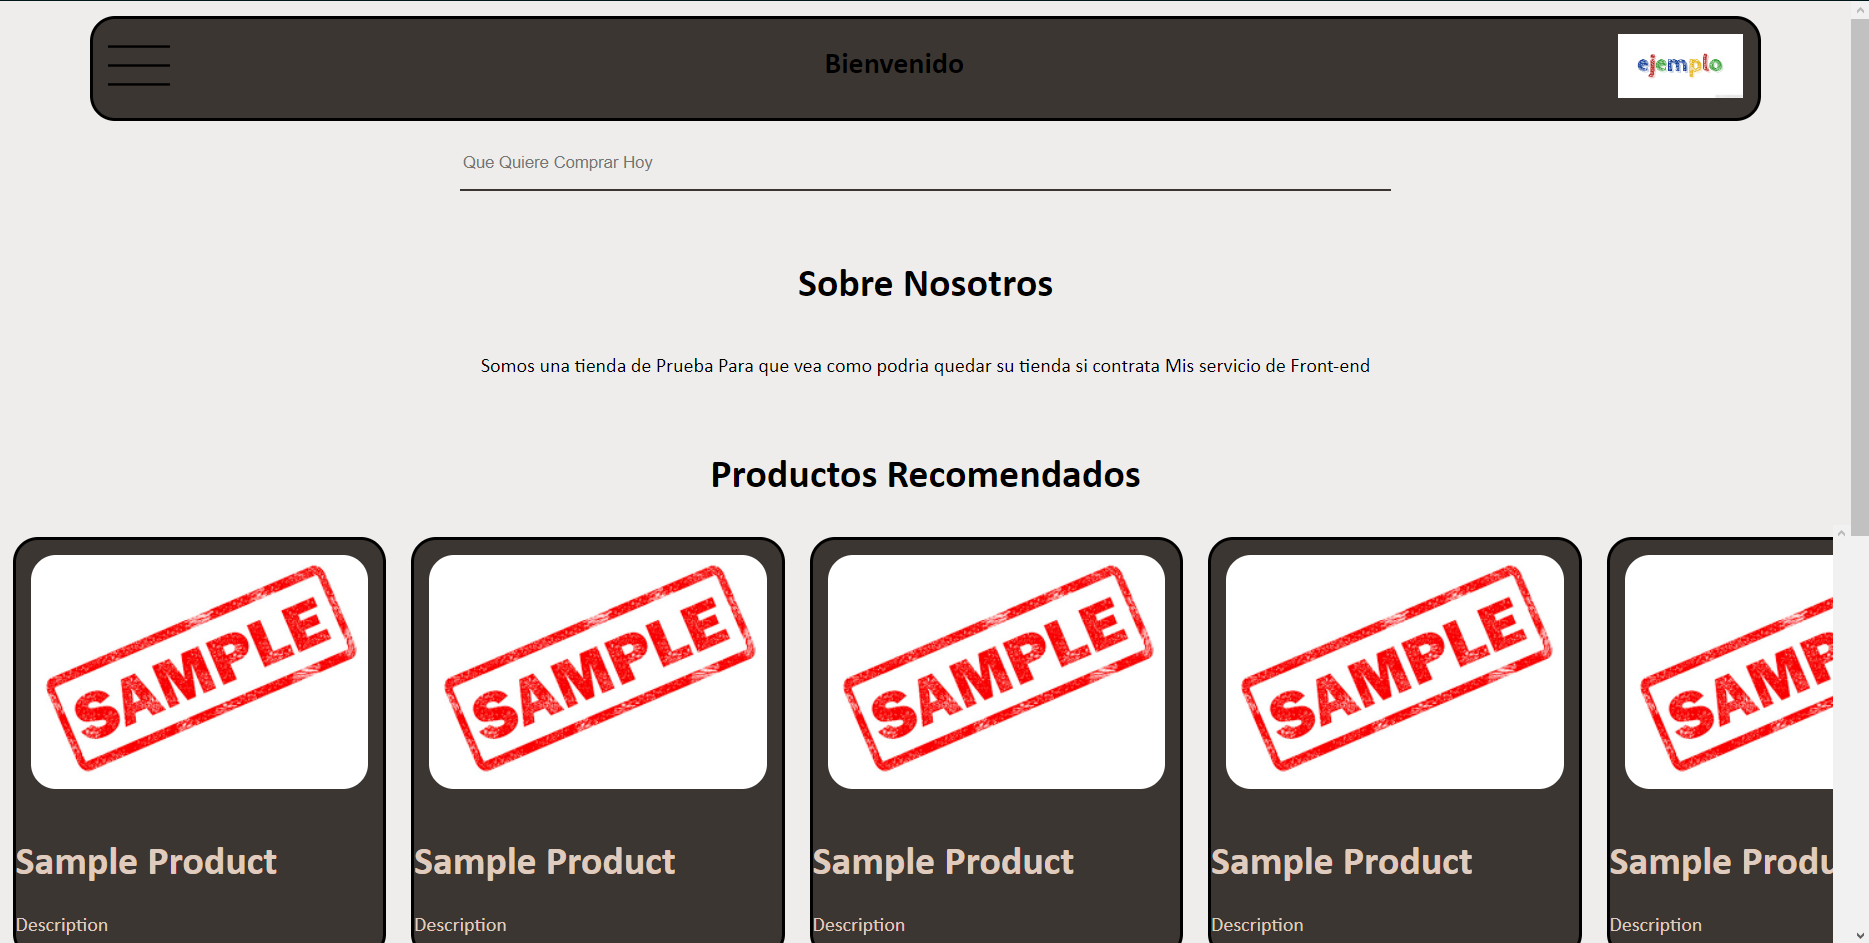 Bienvenido
ejemplo
Que Quiere Comprar Hoy
Sobre Nosotros
Somos una tienda de Prueba Para que vea como podria quedar su tienda si contrata Mis servicio de Front-end
Productos Recomendados
SAMPLE
SAMPLE
SAMPLE
SAMPLE
SAMP
Sample Product
Sample Product
Sample Product
Sample Product
Sample Produ
Description
Description
Description
Description
Description